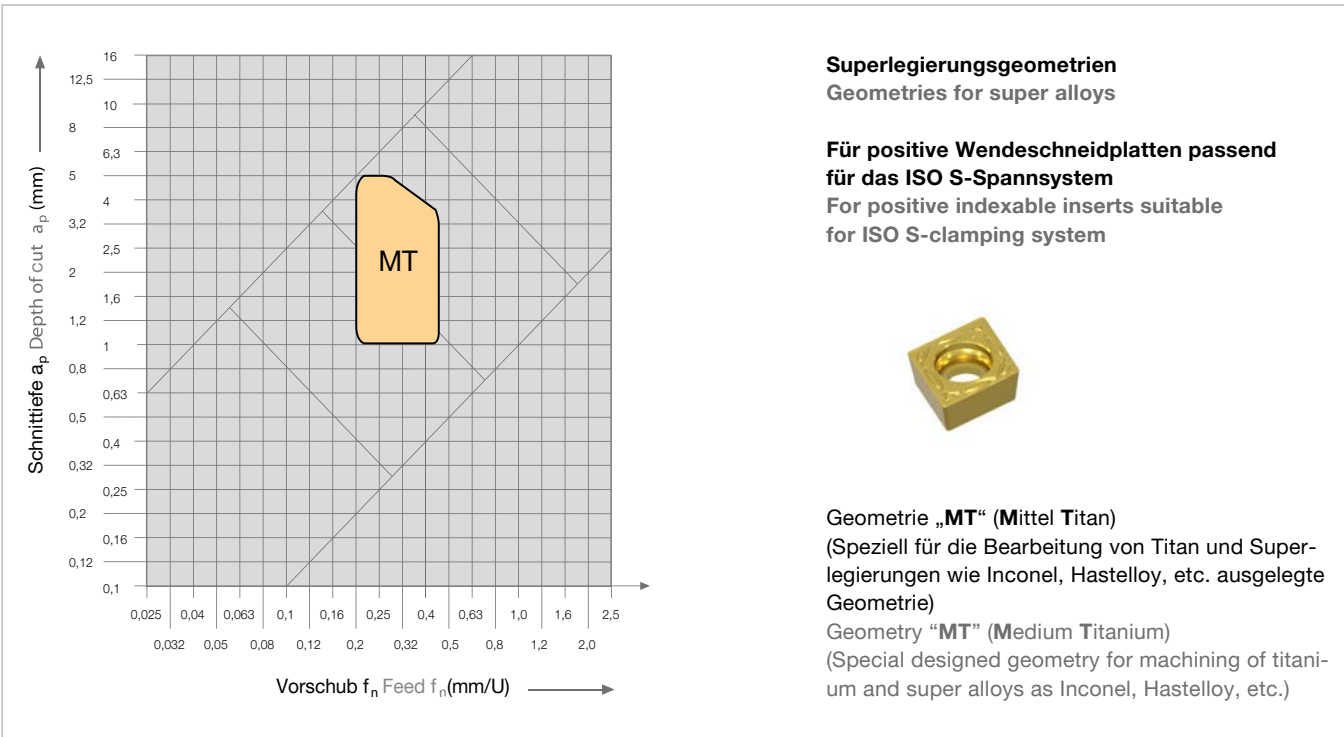 16
12,5
10
8
6,3
5
4
3,2
2,5
2
1,6
1,2
1
0,8
0,63
0,5
0,4
0,32
0,25
0,2
0,16
0,12
0,1
Schnittiefe ap Depth of cut ap (mm)
MT
0,025 0,04 0,063 0,1 0,16 0,25 0,4 0,63 1,0 1,6 2,5
0,032 0,05 0,08 0,12 0,2 0,32 0,5 0,8 1,2 2,0
Vorschub fn Feed fn(mm/U)
Superlegierungsgeometrien
Geometries for super alloys
Für positive Wendeschneidplatten passend
für das ISO S-Spannsystem
For positive indexable inserts suitable
for ISO S-clamping system
Geometrie „MT“ (Mittel Titan)
(Speziell für die Bearbeitung von Titan und Super-
legierungen wie Inconel, Hastelloy, etc. ausgelegte
Geometrie)
Geometry “MT” (Medium Titanium)
(Special designed geometry for machining of titani-
um and super alloys as Inconel, Hastelloy, etc.)